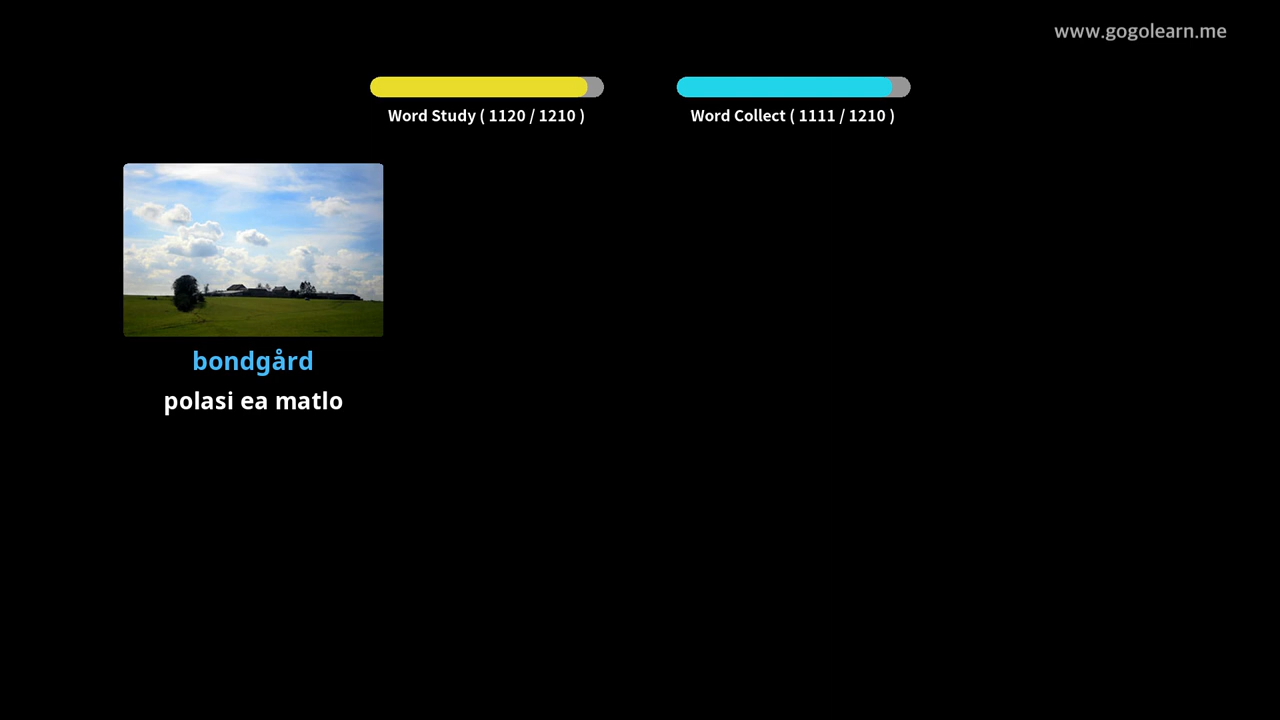 www.gogolearn.me
Word Study ( 1120 / 1210 )
Word Collect ( 1111 / 1210 )
bondgård
polasi ea matlo